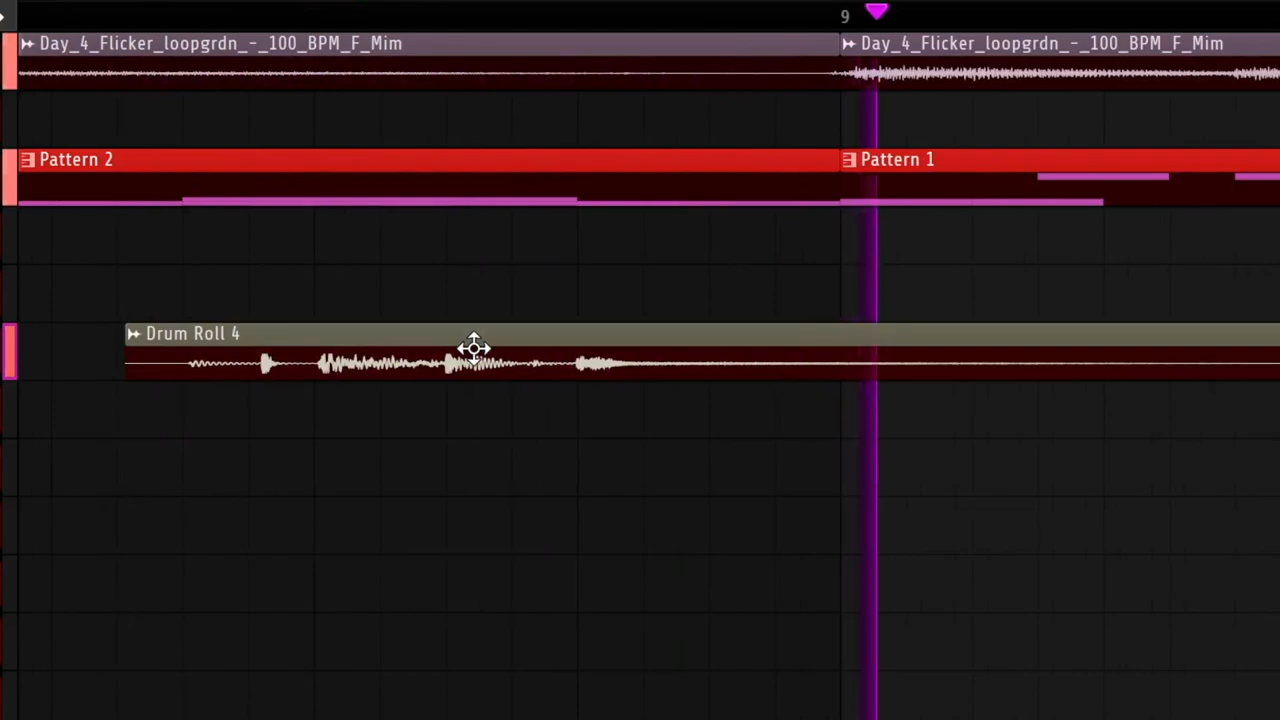 9
Day_4_Flicker_loopgrdn_-_100_BPM_F_Mim
Day_4_Flicker_loopgrdn_-_100_BPM_F_Mim
Pattern 2
Pattern 1
Drum Roll 4